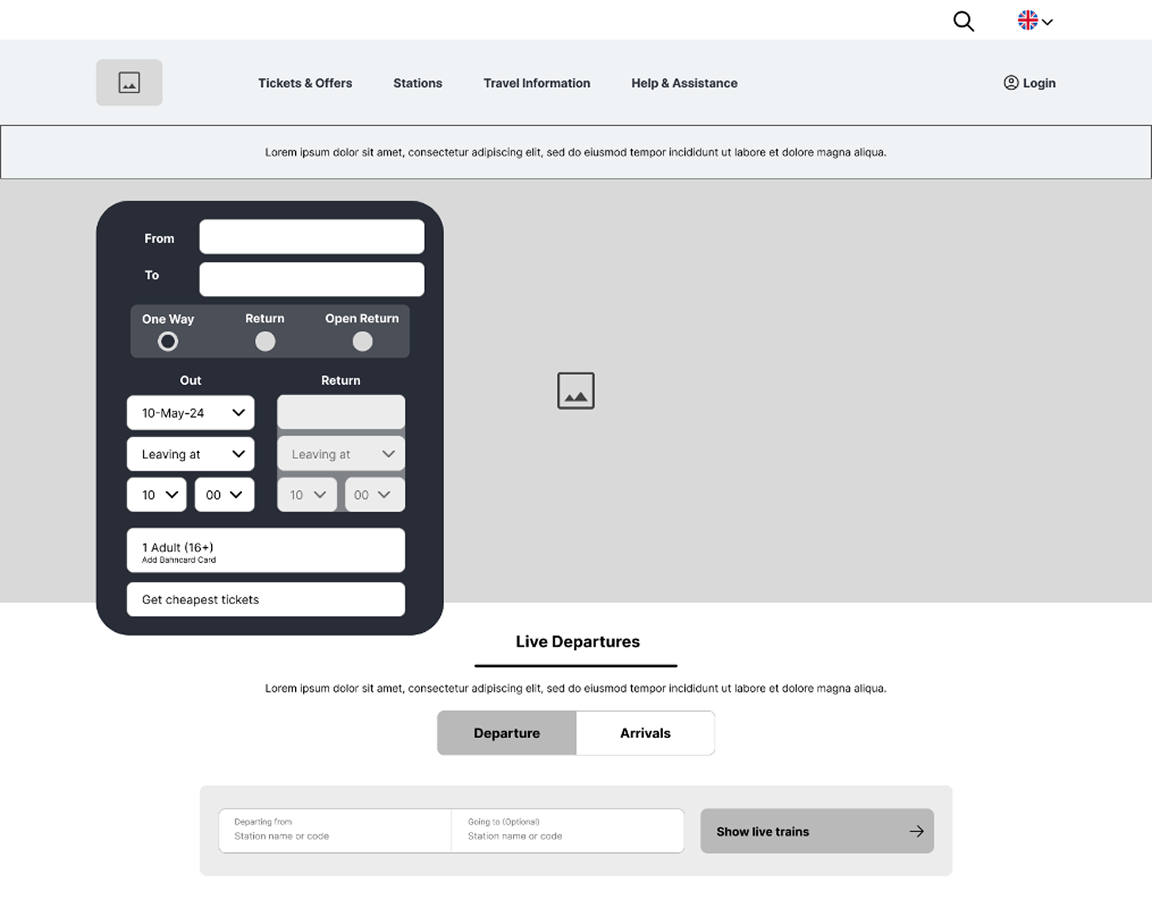 Tickets & Offers
Stations
Travel Information
Help & Assistance
Login
Lorem ipsum dolor sit amet, consectetur adipiscing elit, sed do eiusmod tempor incididunt ut labore et dolore magna aliqua.
From
To
One Way
Return
Open Return
Out
Return
10-May-24
Leaving at
Leaving at
10
00
10
00
1 Adult (16+)
Add Bahncard Card
Get cheapest tickets
Live Departures
Lorem ipsum dolor sit amet, consectetur adipiscing elit, sed do eiusmod tempor incididunt ut labore et dolore magna aliqua.
Departure
Arrivals
Departing from
Station name or code
Going to (Optional)
Station name or code
Show live trains